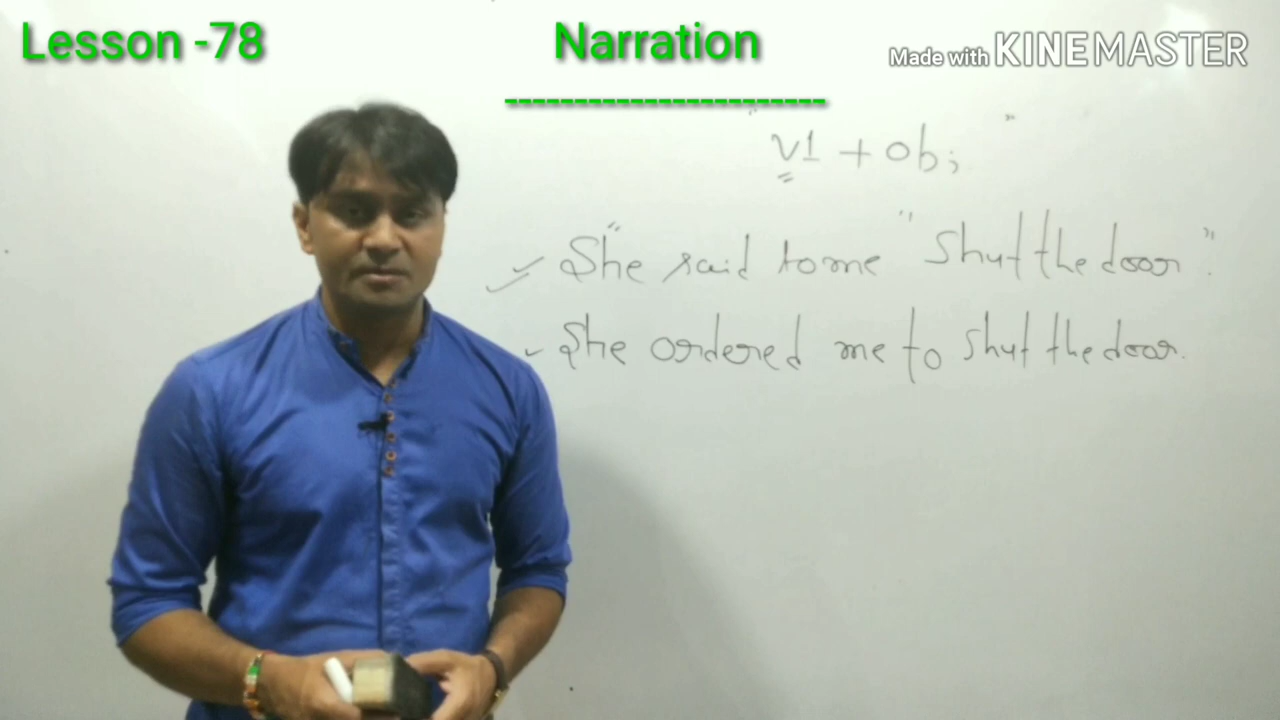 Lesson -78
Narration
Made with KINEMASTER
-----------------------
" V1 + ob; "
She said to me "Shut the door".
She ordered me to shut the door.